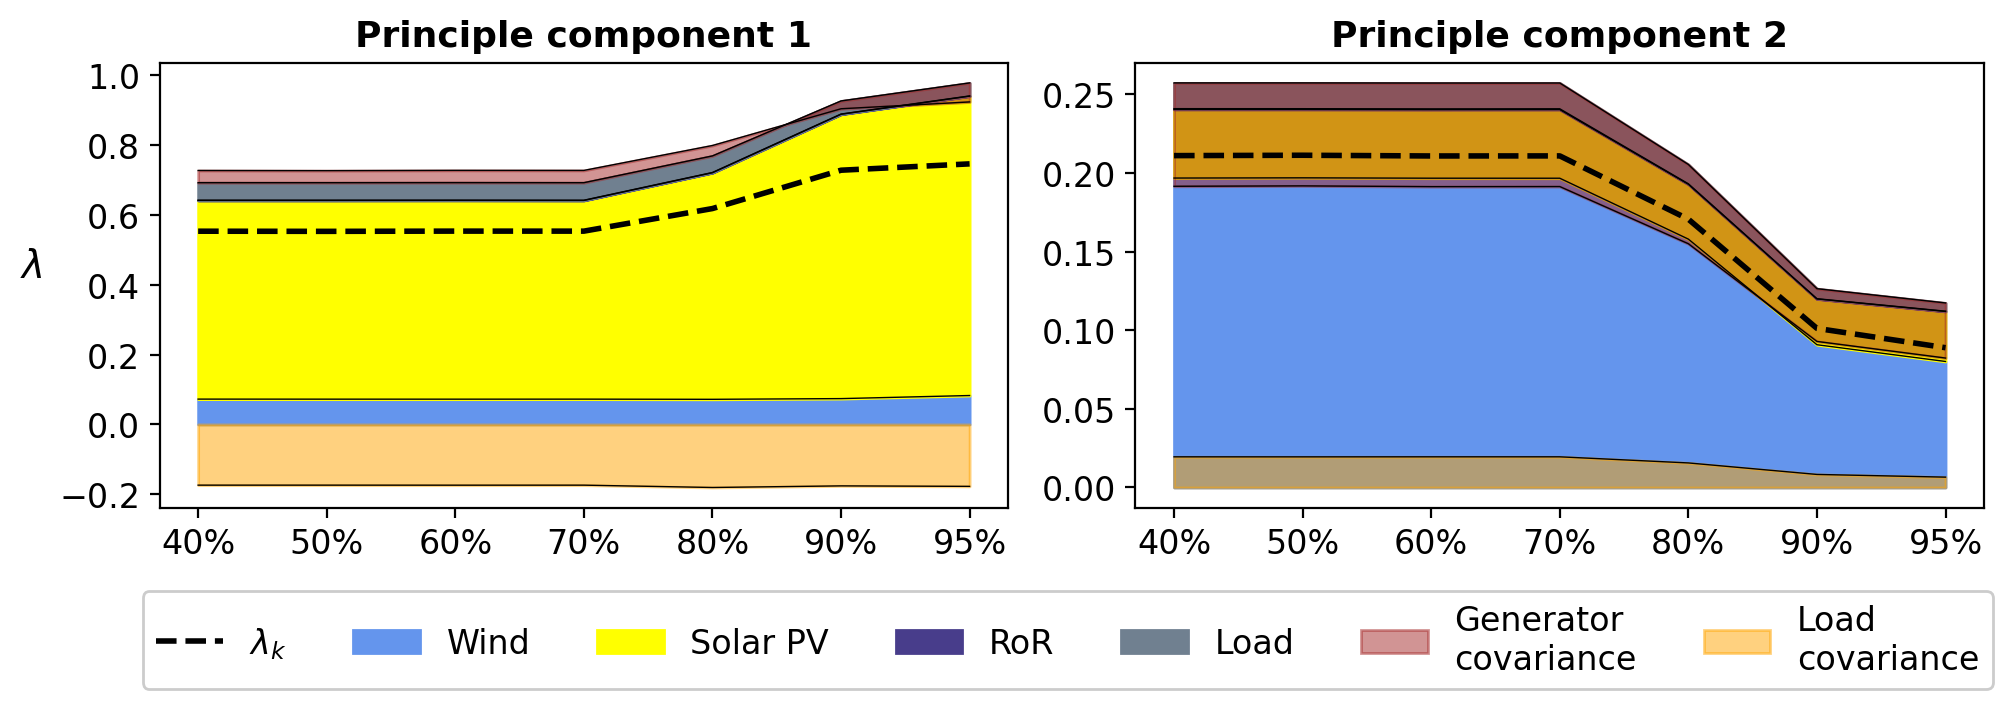 Principle component 1
Principle component 2
λ
1.0
0.8
0.6
0.4
0.2
0.0
−0.2
40% 50% 60% 70% 80% 90% 95%
0.25
0.20
0.15
0.10
0.05
0.00
40% 50% 60% 70% 80% 90% 95%
λk
Wind
Solar PV
RoR
Load
Generator
covariance
Load
covariance